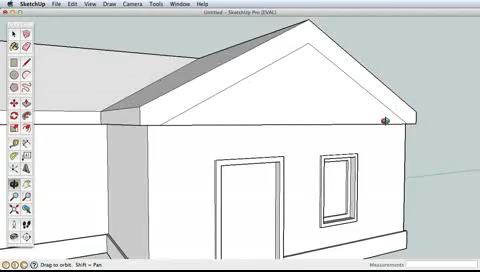 SketchUp File Edit View Camera Draw Tools Window Help
Untitled - SketchUp Pro (EVAL)
Drag to orbit. Shift = Pan
Measurements